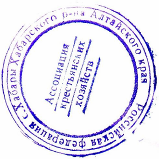 с.Хабары Хабарского р-на Алтайского края
Российская федерация
Ассоциация
крестьянских
хозяйств